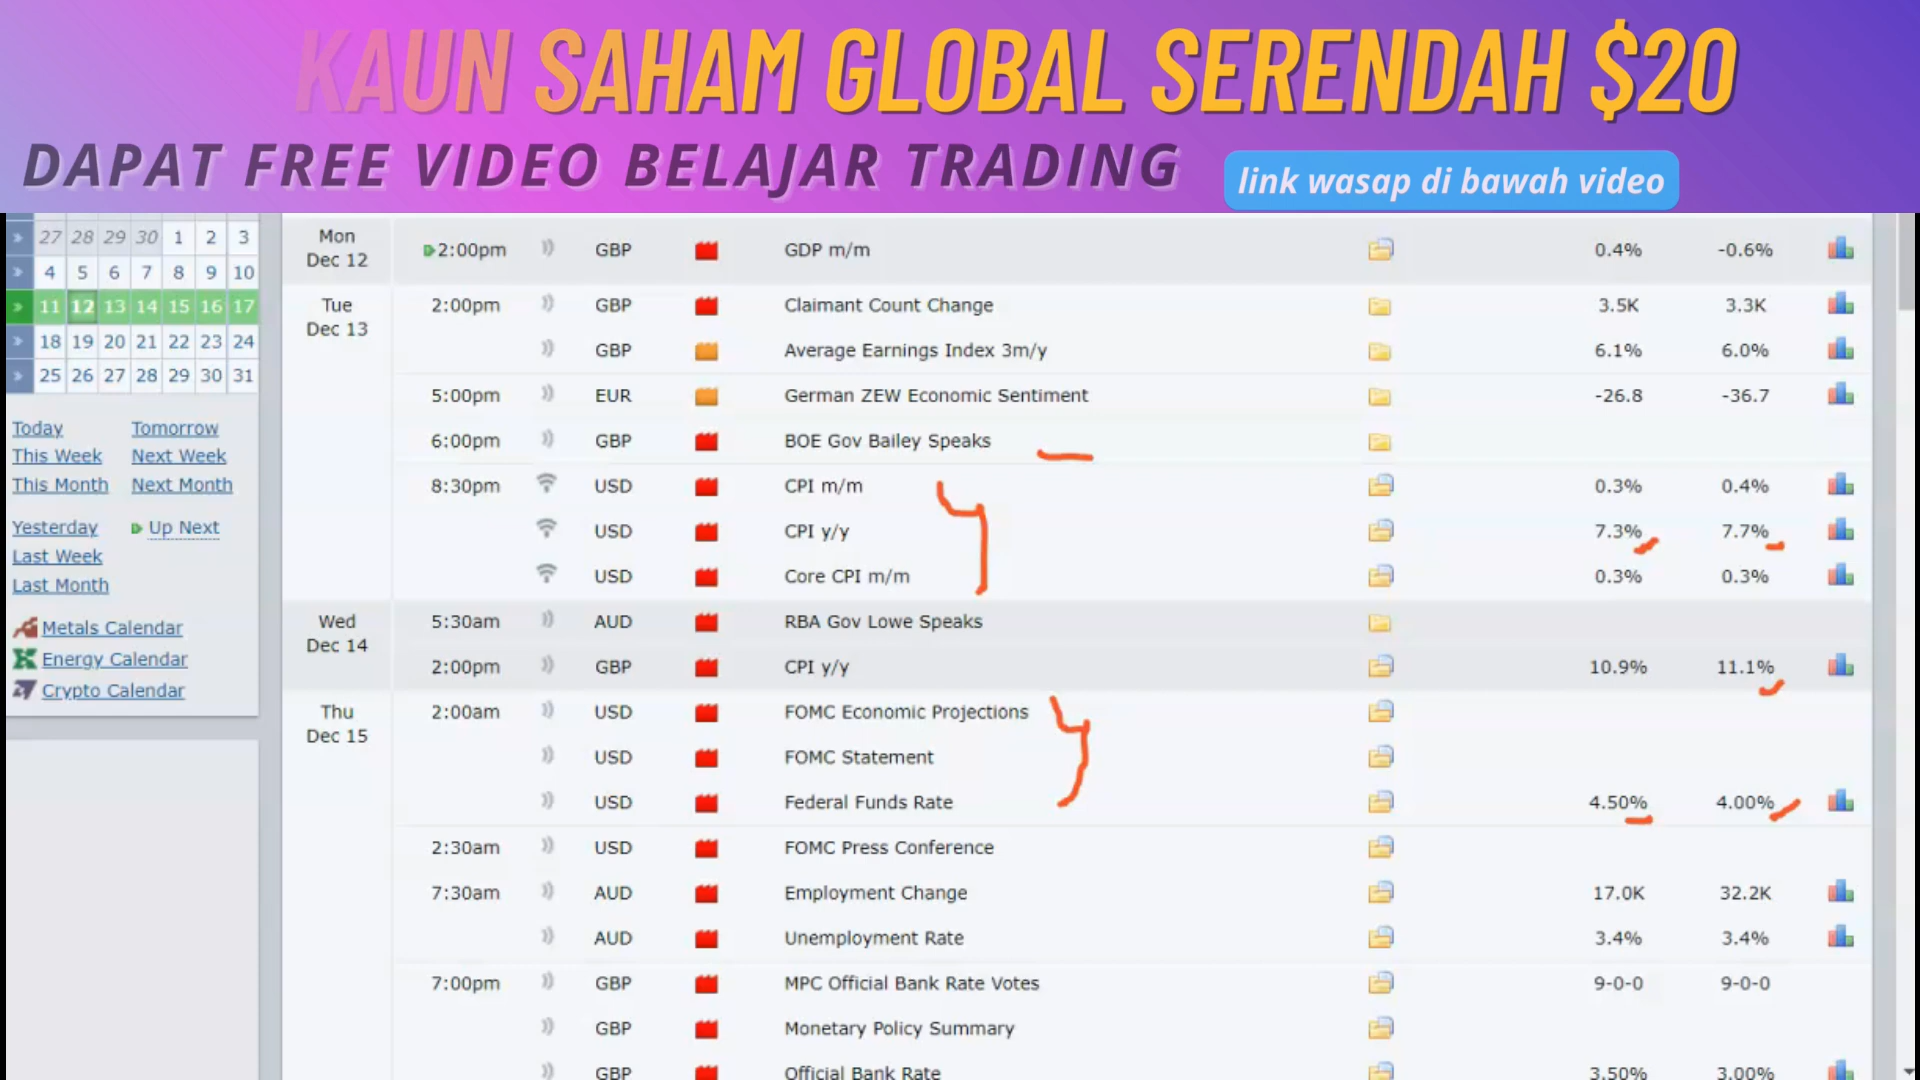 KAUN SAHAM GLOBAL SERENDAH $20
DAPAT FREE VIDEO BELAJAR TRADING
link wasap di bawah video
27 28 29 30 1 2 3
4 5 6 7 8 9 10
11 12 13 14 15 16 17
18 19 20 21 22 23 24
25 26 27 28 29 30 31
Today Tomorrow
This Week Next Week
This Month Next Month
Yesterday Up Next
Last Week
Last Month
Metals Calendar
Energy Calendar
Crypto Calendar
Mon Dec 12 2:00pm GBP GDP m/m 0.4% -0.6%
Tue Dec 13 2:00pm GBP Claimant Count Change 3.5K 3.3K
GBP Average Earnings Index 3m/y 6.1% 6.0%
5:00pm EUR German ZEW Economic Sentiment -26.8 -36.7
6:00pm GBP BOE Gov Bailey Speaks
8:30pm USD CPI m/m 0.3% 0.4%
USD CPI y/y 7.3% 7.7%
USD Core CPI m/m 0.3% 0.3%
Wed Dec 14 5:30am AUD RBA Gov Lowe Speaks
2:00pm GBP CPI y/y 10.9% 11.1%
Thu Dec 15 2:00am USD FOMC Economic Projections
USD FOMC Statement
USD Federal Funds Rate 4.50% 4.00%
2:30am USD FOMC Press Conference
7:30am AUD Employment Change 17.0K 32.2K
AUD Unemployment Rate 3.4% 3.4%
7:00pm GBP MPC Official Bank Rate Votes 9-0-0 9-0-0
GBP Monetary Policy Summary
GBP Official Bank Rate 3.50% 3.00%